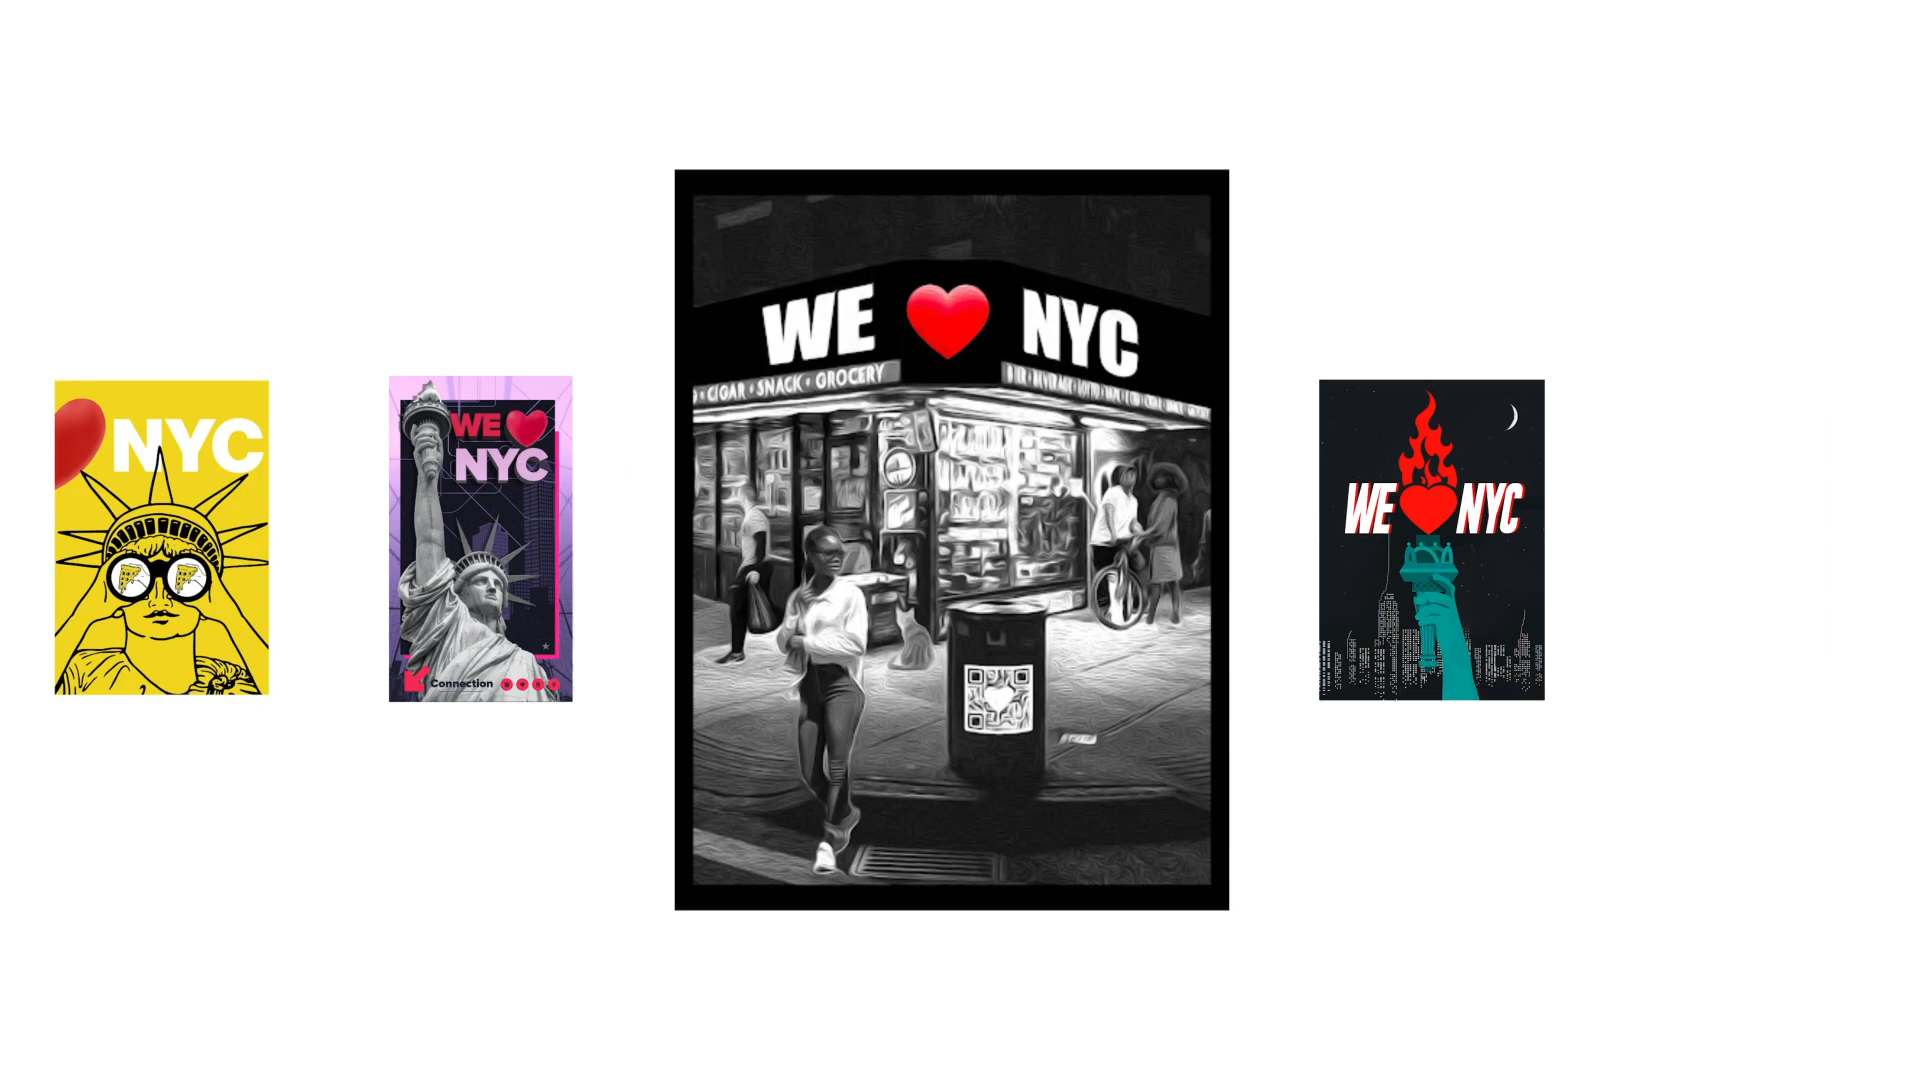 NYC
WE
NYC
Connection
WE NYC
CIGAR • SNACK • GROCERY
WE NYC